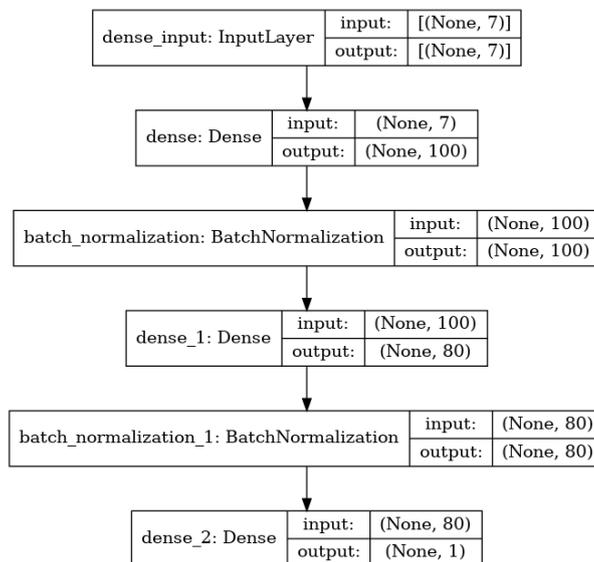 dense_input: InputLayer
input: [(None, 7)]
output: [(None, 7)]
dense: Dense
input: (None, 7)
output: (None, 100)
batch_normalization: BatchNormalization
input: (None, 100)
output: (None, 100)
dense_1: Dense
input: (None, 100)
output: (None, 80)
batch_normalization_1: BatchNormalization
input: (None, 80)
output: (None, 80)
dense_2: Dense
input: (None, 80)
output: (None, 1)